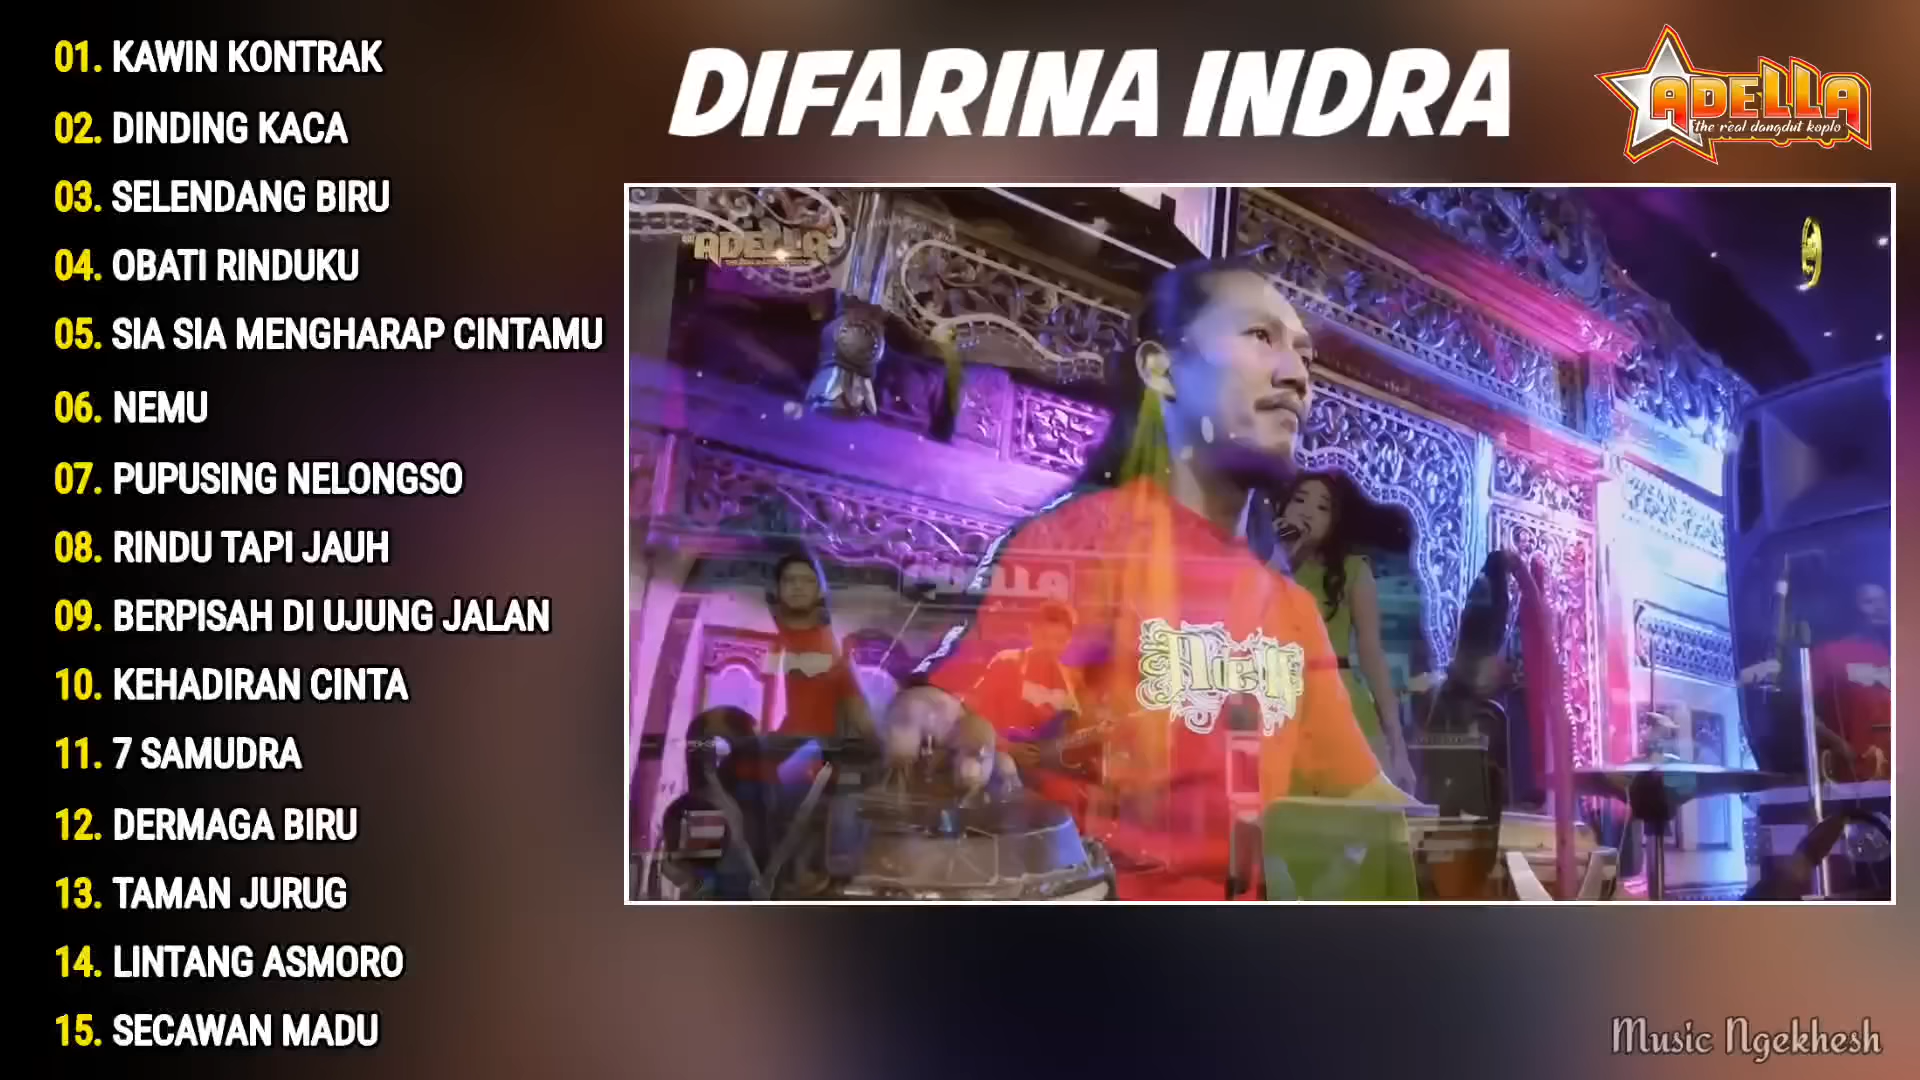 01. KAWIN KONTRAK
02. DINDING KACA
03. SELENDANG BIRU
04. OBATI RINDUKU
05. SIA SIA MENGHARAP CINTAMU
06. NEMU
07. PUPUSING NELONGSO
08. RINDU TAPI JAUH
09. BERPISAH DI UJUNG JALAN
10. KEHADIRAN CINTA
11. 7 SAMUDRA
12. DERMAGA BIRU
13. TAMAN JURUG
14. LINTANG ASMORO
15. SECAWAN MADU
DIFARINA INDRA
ADELLA
the real dangdut koplo
ADELLA
ADELLA
Music Ngekhesh